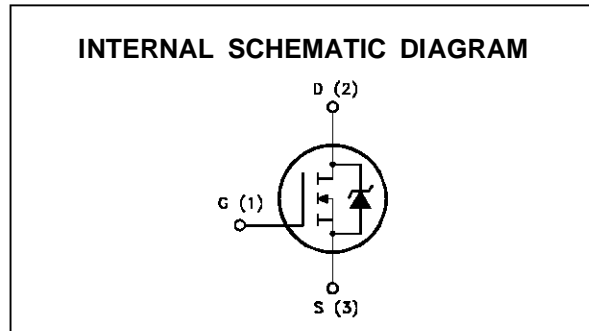 INTERNAL SCHEMATIC DIAGRAM
D (2)
G (1)
S (3)